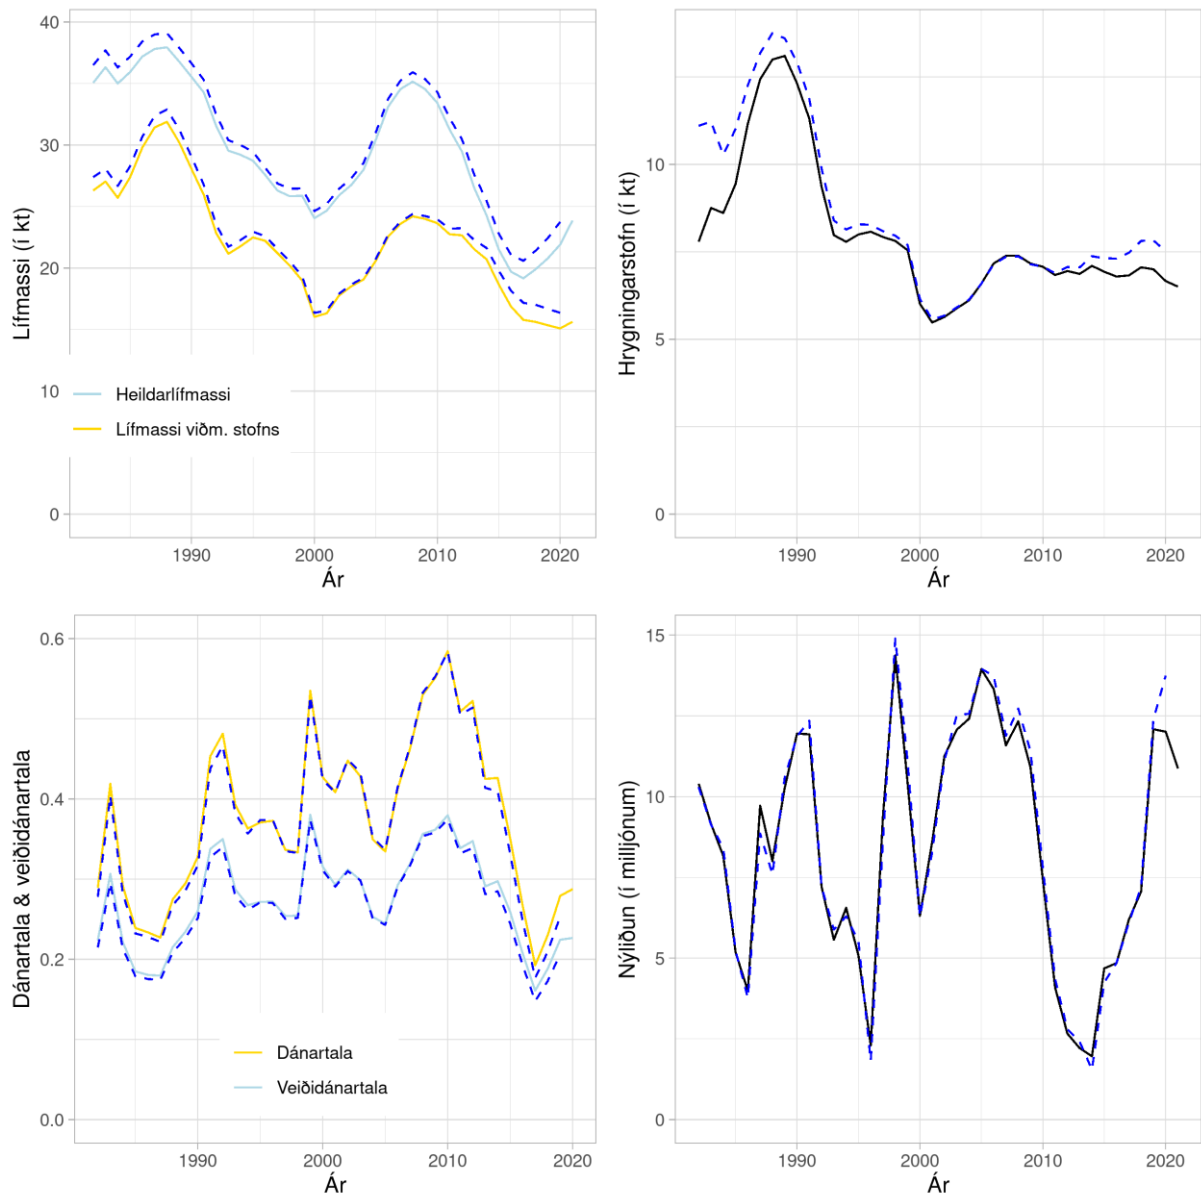 Lífmassi (í kt)
40
30
20
10
0
Heildarlífmassi
Lífmassi viðm. stofns
1990
2000
2010
2020
Ár
Hrygningarstofn (í kt)
10
5
0
1990
2000
2010
2020
Ár
Dánartala & veiðidánartala
0.6
0.4
0.2
0.0
Dánartala
Veiðidánartala
1990
2000
2010
2020
Ár
Nýliðun (í milljónum)
15
10
5
0
1990
2000
2010
2020
Ár